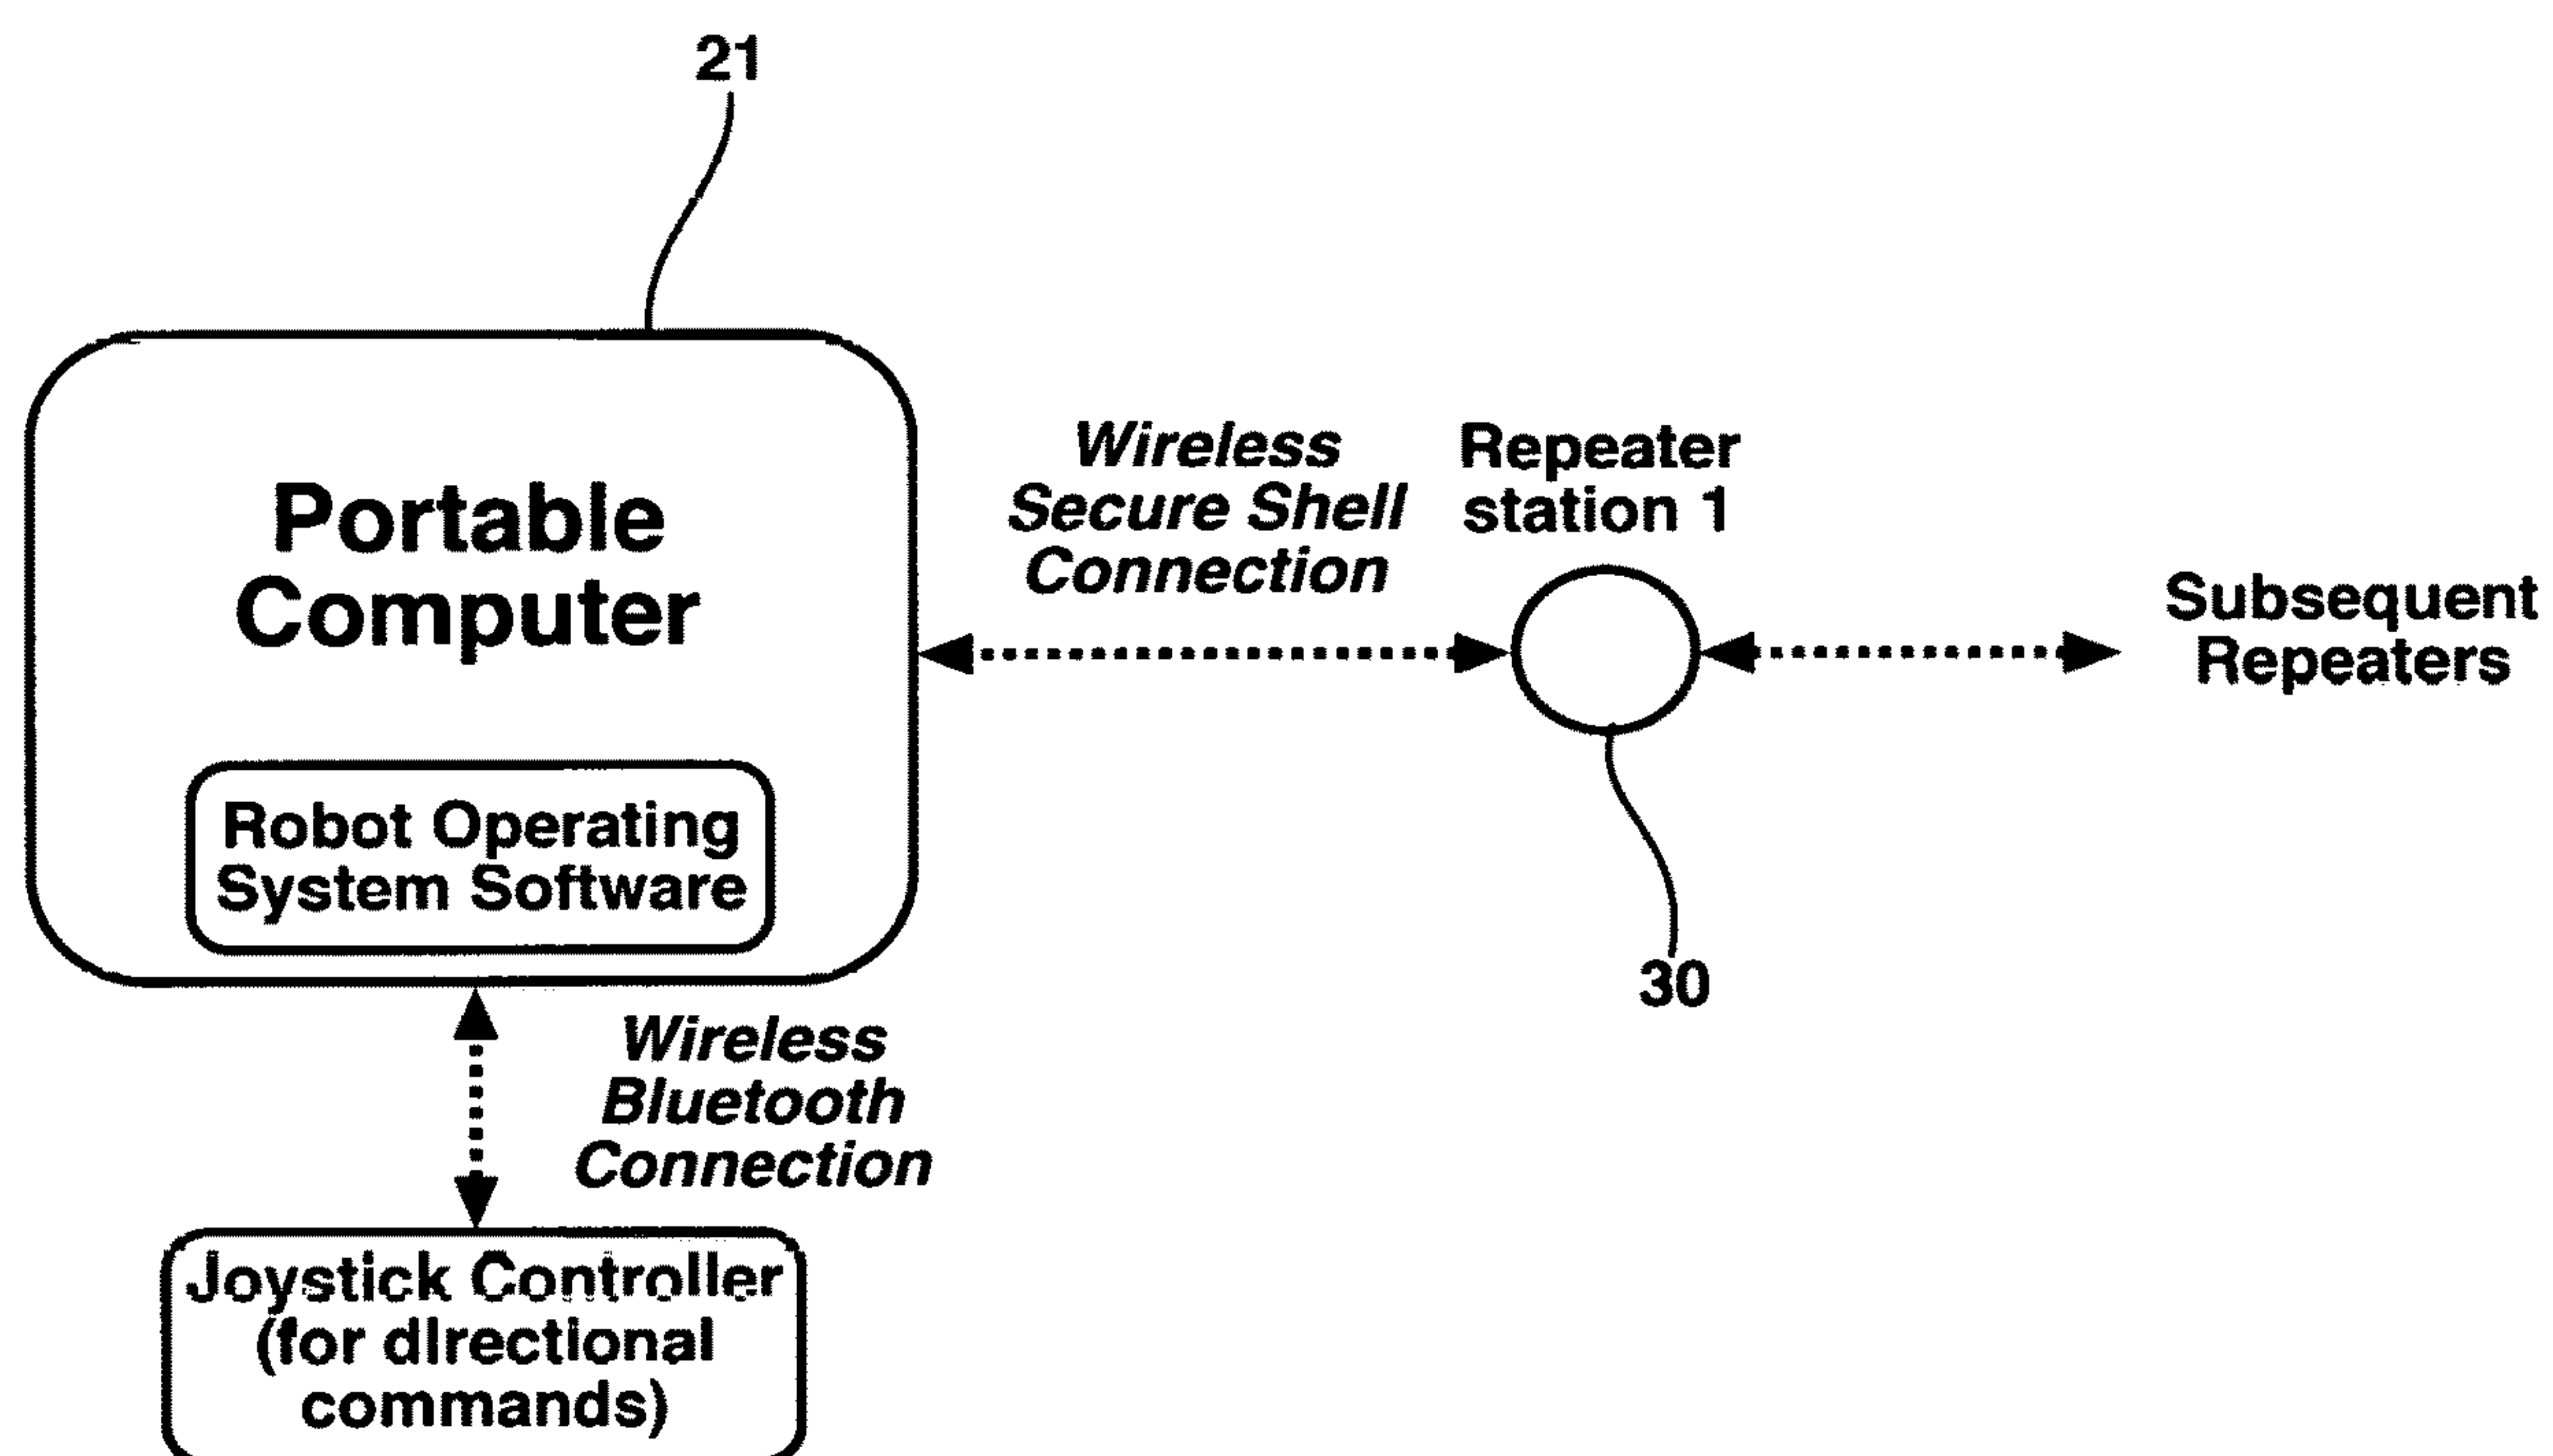 21
Portable
Computer
Robot Operating
System Software
Wireless
Secure Shell
Connection
Repeater
station 1
Subsequent
Repeaters
30
Wireless
Bluetooth
Connection
Joystick Controller
(for directional
commands)